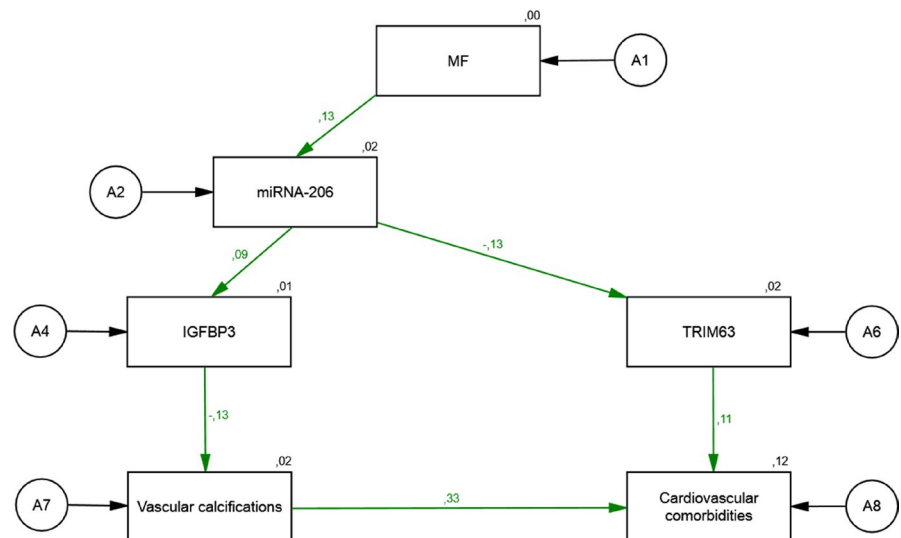 ,00
MF
A1
,13
,02
A2
miRNA-206
,09
-,13
,01
,02
A4
IGFBP3
TRIM63
A6
-,13
,11
,02
,12
A7
Vascular calcifications
,33
Cardiovascular
comorbidities
A8